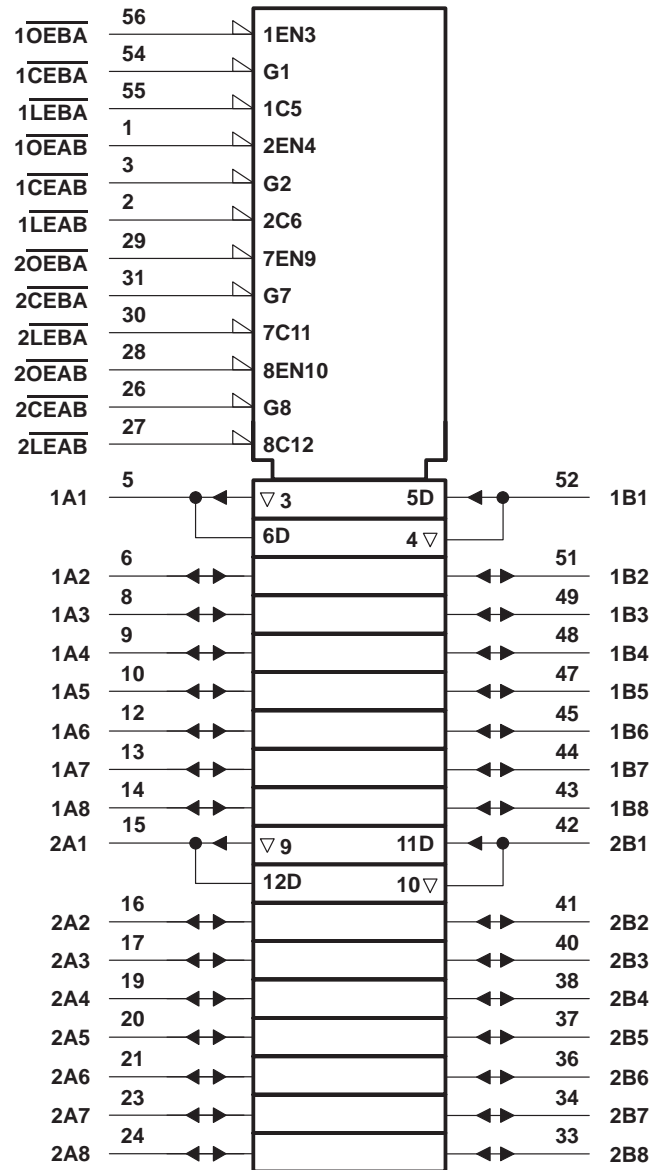 1OEBA 56 1EN3
1CEBA 54 G1
1LEBA 55 1C5
1OEAB 1 2EN4
1CEAB 3 G2
1LEAB 2 2C6
2OEBA 29 7EN9
2CEBA 31 G7
2LEBA 30 7C11
2OEAB 28 8EN10
2CEAB 26 G8
2LEAB 27 8C12
1A1 5 ▽ 3 5D 52 1B1
6D 4 ▽
1A2 6 51 1B2
1A3 8 49 1B3
1A4 9 48 1B4
1A5 10 47 1B5
1A6 12 45 1B6
1A7 13 44 1B7
1A8 14 43 1B8
2A1 15 ▽ 9 11D 42 2B1
12D 10 ▽
2A2 16 41 2B2
2A3 17 40 2B3
2A4 19 38 2B4
2A5 20 37 2B5
2A6 21 36 2B6
2A7 23 34 2B7
2A8 24 33 2B8